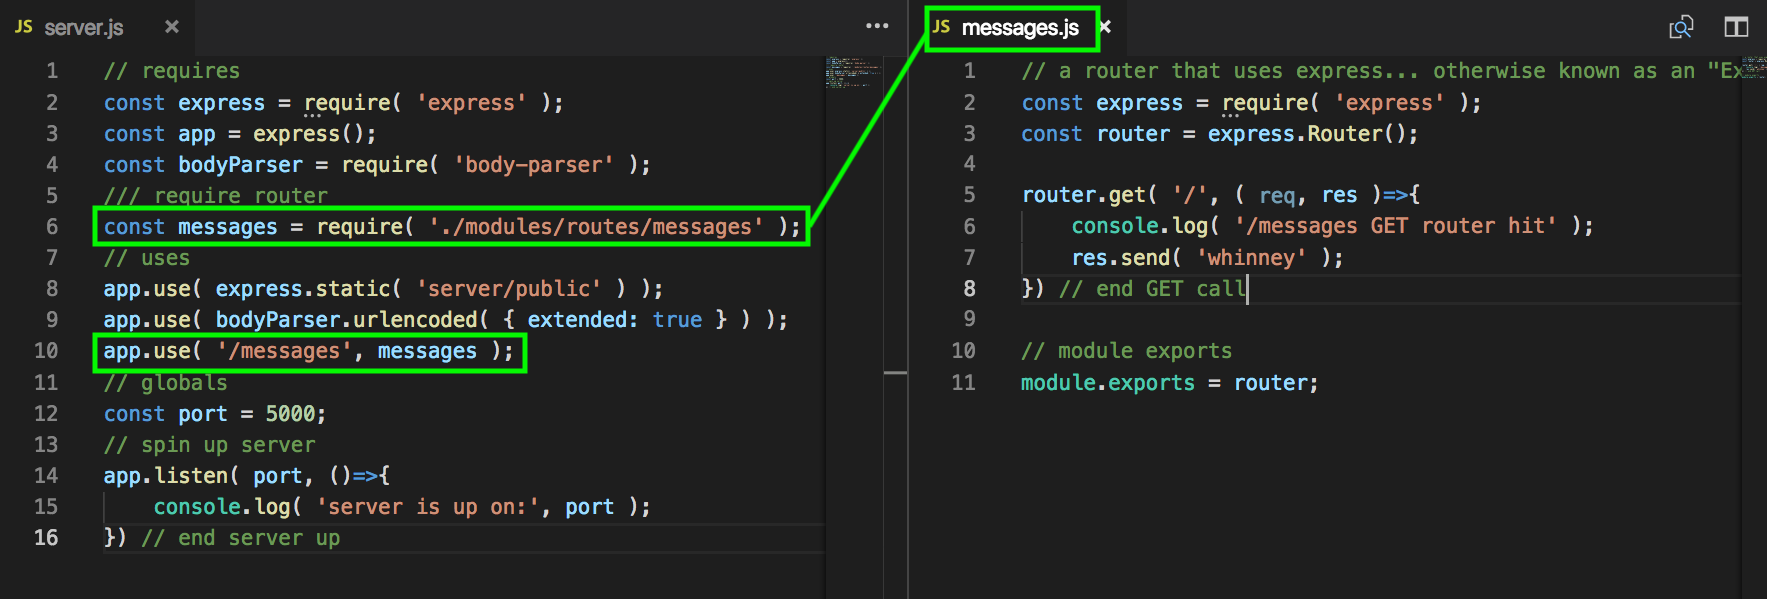 JS server.js × ...
1 // requires
2 const express = require( 'express' );
3 const app = express();
4 const bodyParser = require( 'body-parser' );
5 /// require router
6 const messages = require( './modules/routes/messages' );
7 // uses
8 app.use( express.static( 'server/public' ) );
9 app.use( bodyParser.urlencoded( { extended: true } ) );
10 app.use( '/messages', messages );
11 // globals
12 const port = 5000;
13 // spin up server
14 app.listen( port, ()=>{
15 console.log( 'server is up on:', port );
16 }) // end server up
JS messages.js ×
1 // a router that uses express... otherwise known as an "Ex
2 const express = require( 'express' );
3 const router = express.Router();
4
5 router.get( '/', ( req, res )=>{
6 console.log( '/messages GET router hit' );
7 res.send( 'whinney' );
8 }) // end GET call
9
10 // module exports
11 module.exports = router;